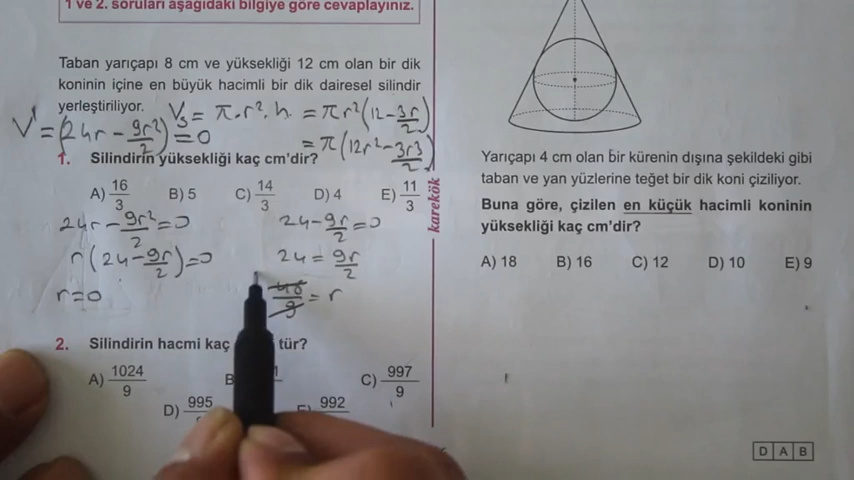 1 ve 2. soruları aşağıdaki bilgiye göre cevaplayınız.
Taban yarıçapı 8 cm ve yüksekliği 12 cm olan bir dik
koninin içine en büyük hacimli bir dik dairesel silindir
yerleştiriliyor.
V_s = π.r².h = πr²(12 - 3r/2)
= π(12r² - 3r³/2)
V' = (24r - 9r²/2) = 0
1. Silindirin yüksekliği kaç cm'dir?
A) 16/3 B) 5 C) 14/3 D) 4 E) 11/3
24r - 9r²/2 = 0
r(24 - 9r/2) = 0
r = 0
24 - 9r/2 = 0
24 = 9r/2
48/9 = r
2. Silindirin hacmi kaç tür?
A) 1024/9 B C) 997/9
D) 995 E) 992
karekök
Yarıçapı 4 cm olan bir kürenin dışına şekildeki gibi
taban ve yan yüzlerine teğet bir dik koni çiziliyor.
Buna göre, çizilen en küçük hacimli koninin
yüksekliği kaç cm'dir?
A) 18 B) 16 C) 12 D) 10 E) 9
D A B